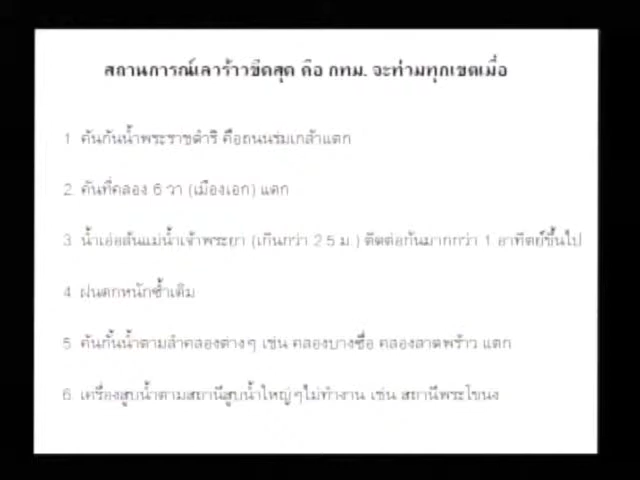 สถานการณ์เลวร้าวขีดสุด คือ กทม. จะท่วมทุกเขตเมื่อ
1. คันกันน้ำพระราชดำริ คือถนนร่มเกล้าแตก
2. คันที่คลอง 6 วา (เมืองเอก) แตก
3. น้ำเอ่อล้นแม่น้ำเจ้าพระยา (เกินกว่า 2.5 ม.) ติดต่อกันมากกว่า 1 อาทิตย์ขึ้นไป
4. ฝนตกหนักซ้ำเติม
5. คันกั้นน้ำตามลำคลองต่างๆ เช่น คลองบางซื่อ คลองลาดพร้าว แตก
6. เครื่องสูบน้ำตามสถานีสูบน้ำใหญ่ๆไม่ทำงาน เช่น สถานีพระโขนง